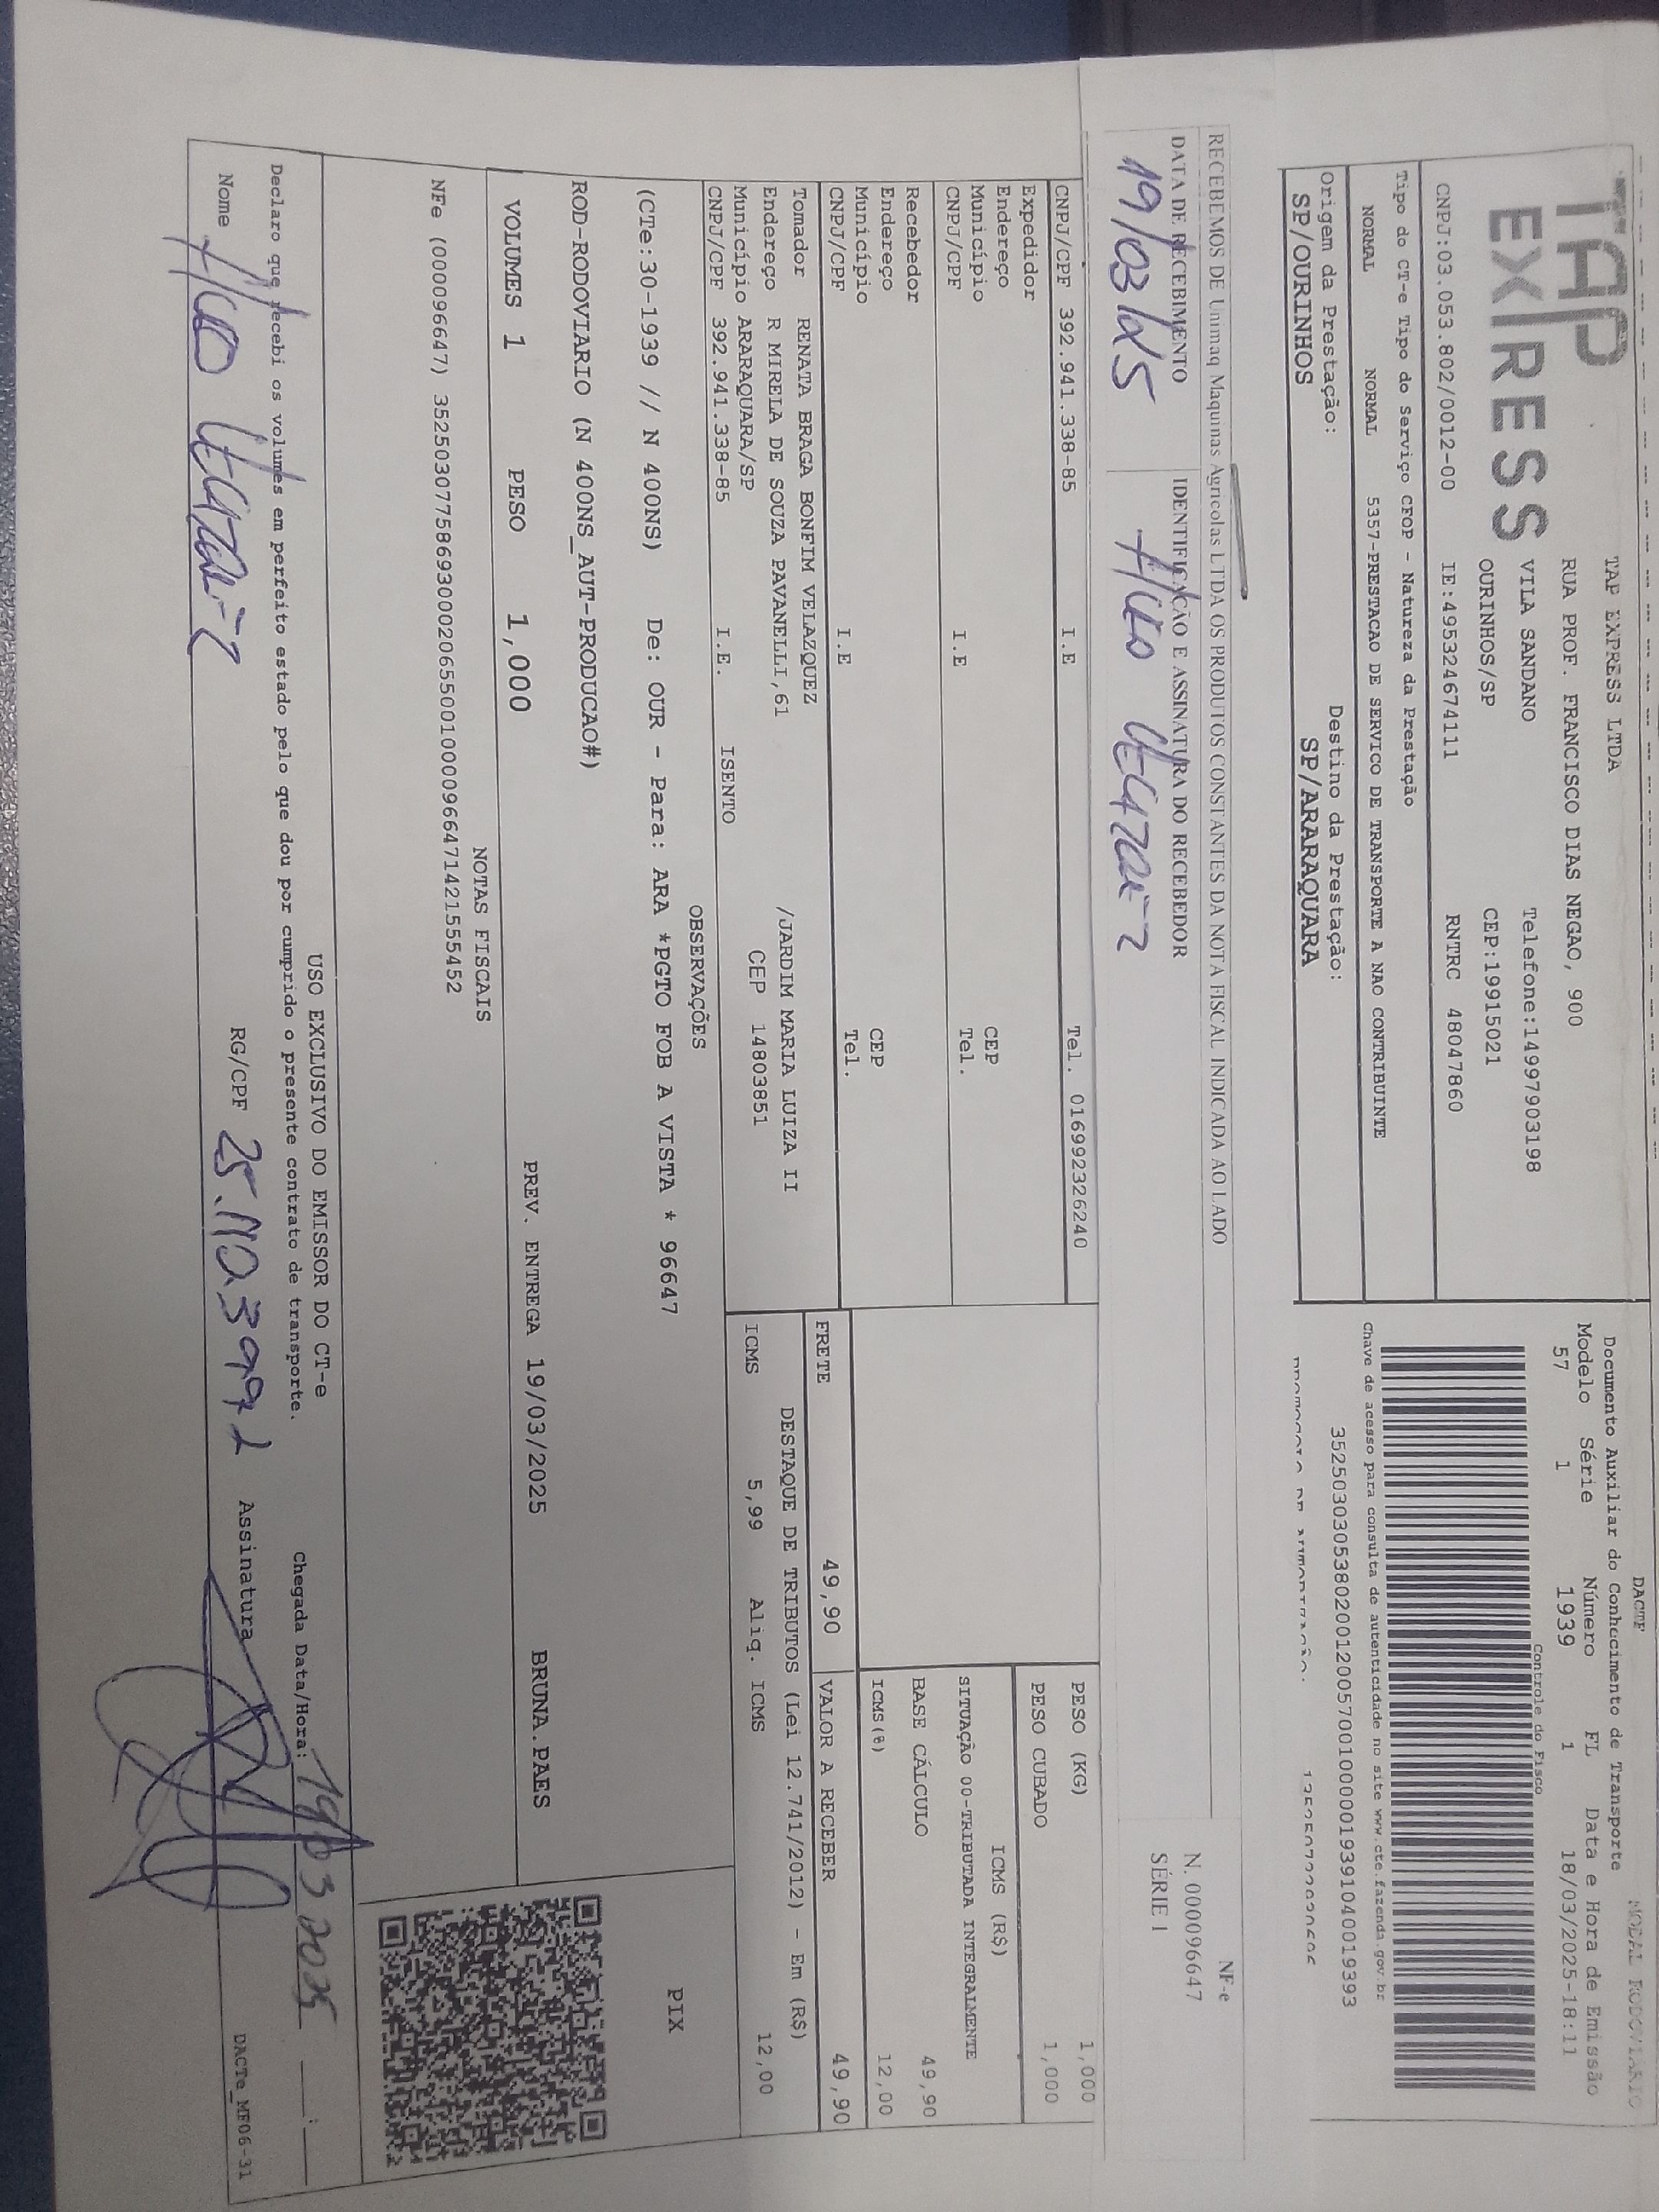 TAP EXPRESS
TAP EXPRESS LTDA
RUA PROF. FRANCISCO DIAS NEGAO, 900
VILA SANDANO Telefone:14997903198
OURINHOS/SP CEP:19915021
CNPJ:03.053.802/0012-00 IE:495324674111 RNTRC 48047860
Tipo do CT-e Tipo do Serviço CFOP - Natureza da Prestação
NORMAL NORMAL 5357-PRESTACAO DE SERVICO DE TRANSPORTE A NAO CONTRIBUINTE
Origem da Prestação: Destino da Prestação:
SP/OURINHOS SP/ARARAQUARA
DACTE MODAL RODOVIARIO
Documento Auxiliar do Conhecimento de Transporte
Modelo Série Número FL Data e Hora de Emissão
57 1 1939 1 18/03/2025-18:11
Controle do Fisco
Chave de acesso para consulta de autenticidade no site www.cte.fazenda.gov.br
35250303053802001200570010000019391040019393
RECEBEMOS DE Unimaq Maquinas Agricolas LTDA OS PRODUTOS CONSTANTES DA NOTA FISCAL INDICADA AO LADO
DATA DE RECEBIMENTO IDENTIFICAÇÃO E ASSINATURA DO RECEBEDOR
19/03/25
NF-e
N. 000096647
SÉRIE 1
CNPJ/CPF 392.941.338-85 I.E Tel. 016992326240
Expedidor
Endereço
Município CEP
CNPJ/CPF I.E Tel.
Recebedor
Endereço
Município CEP
CNPJ/CPF I.E Tel.
Tomador RENATA BRAGA BONFIM VELAZQUEZ
Endereço R MIRELA DE SOUZA PAVANELLI,61 /JARDIM MARIA LUIZA II
Município ARARAQUARA/SP CEP 14803851
CNPJ/CPF 392.941.338-85 I.E. ISENTO
PESO (KG) 1,000
PESO CUBADO 1,000
ICMS (R$)
SITUAÇÃO 00-TRIBUTADA INTEGRALMENTE
BASE CÁLCULO 49,90
ICMS(%) 12,00
FRETE 49,90 VALOR A RECEBER 49,90
DESTAQUE DE TRIBUTOS (Lei 12.741/2012) - Em (R$)
ICMS 5,99 Aliq. ICMS 12,00
OBSERVAÇÕES
(CTe:30-1939 // N 400NS) De: OUR - Para: ARA *PGTO FOB A VISTA * 96647
ROD-RODOVIARIO (N 400NS_AUT-PRODUCAO#)
PIX
VOLUMES 1 PESO 1,000 PREV. ENTREGA 19/03/2025 BRUNA.PAES
NOTAS FISCAIS
NFe (000096647) 35250307758693000206550010000966471421555452
USO EXCLUSIVO DO EMISSOR DO CT-e
Declaro que recebi os volumes em perfeito estado pelo que dou por cumprido o presente contrato de transporte.
Chegada Data/Hora: 19/03 2025 ___:___
Nome RG/CPF 25.110.399-1 Assinatura
DACTe_MF06-31